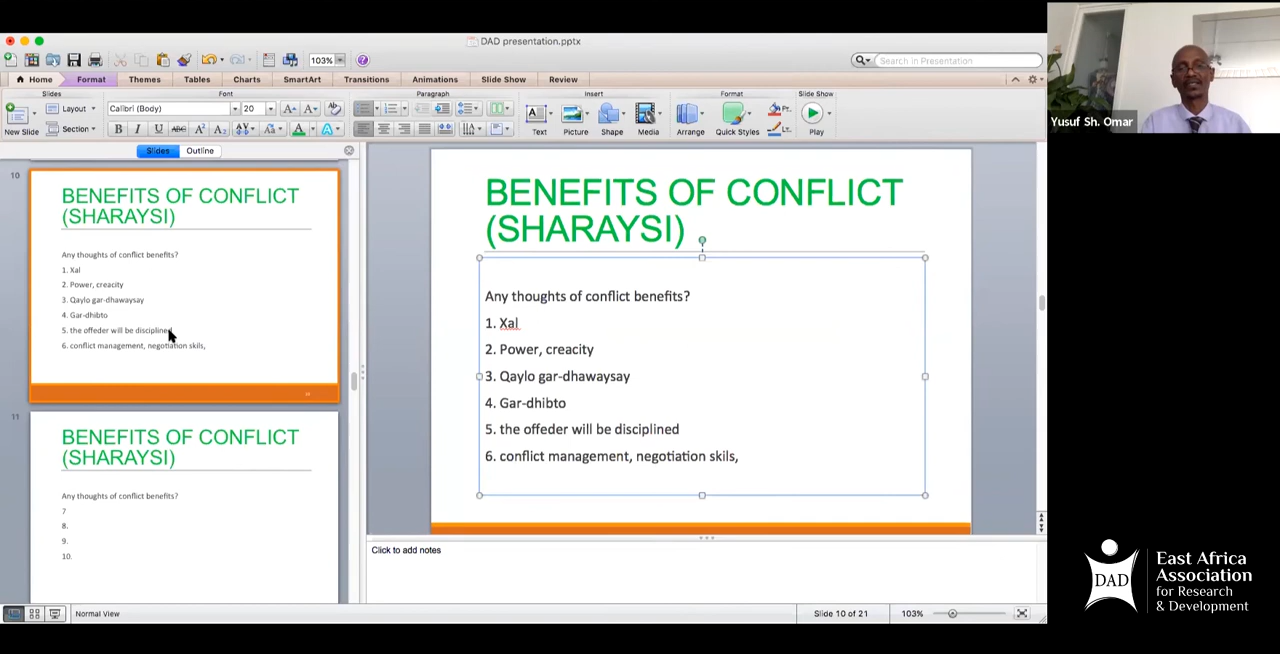 DAD presentation.pptx
103%
Search in Presentation
Home
Format
Themes
Tables
Charts
SmartArt
Transitions
Animations
Slide Show
Review
Slides
Font
Paragraph
Insert
Format
Slide Show
New Slide
Layout
Section
Calibri (Body)
20
B I U ABC
Text
Picture
Shape
Media
Arrange
Quick Styles
Play
Slides
Outline
10
BENEFITS OF CONFLICT
(SHARAYSI)
Any thoughts of conflict benefits?
1. Xal
2. Power, creacity
3. Qaylo gar-dhawaysay
4. Gar-dhibto
5. the offeder will be disciplined
6. conflict management, negotiation skils,
11
BENEFITS OF CONFLICT
(SHARAYSI)
Any thoughts of conflict benefits?
7
8.
9.
10.
BENEFITS OF CONFLICT
(SHARAYSI)
Any thoughts of conflict benefits?
1. Xal
2. Power, creacity
3. Qaylo gar-dhawaysay
4. Gar-dhibto
5. the offeder will be disciplined
6. conflict management, negotiation skils,
Click to add notes
Normal View
Slide 10 of 21
103%
Yusuf Sh. Omar
DAD
East Africa
Association
for Research
& Development